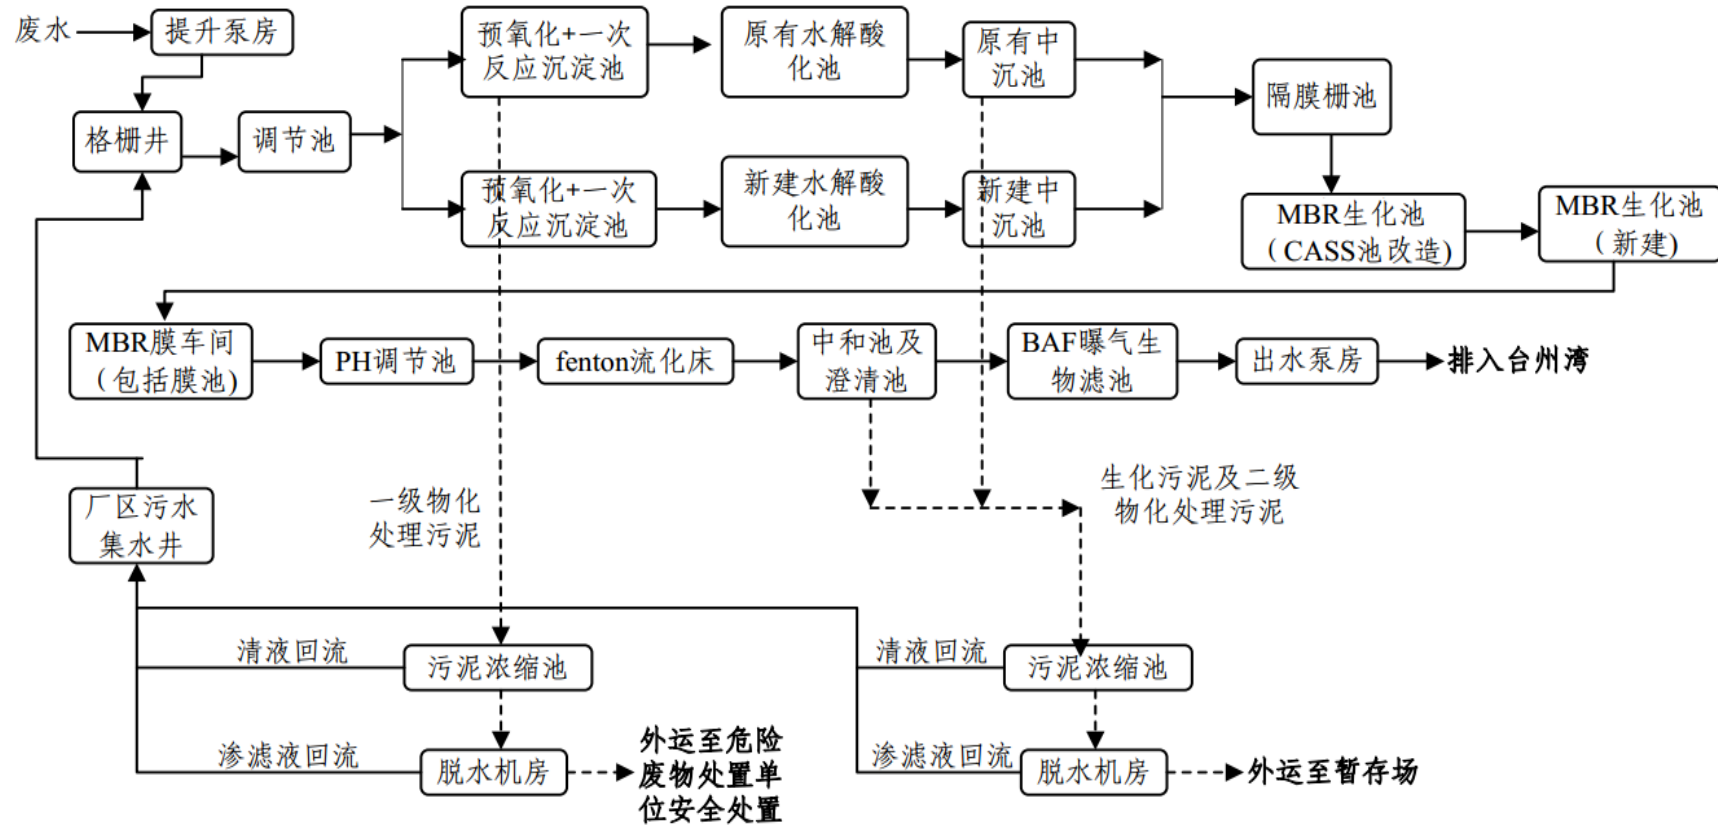 废水
提升泵房
格栅井
调节池
预氧化+一次
反应沉淀池
原有水解酸
化池
原有中
沉池
预氧化+一次
反应沉淀池
新建水解酸
化池
新建中
沉池
隔膜栅池
MBR生化池
（CASS池改造)
MBR生化池
（新建)
MBR膜车间
（包括膜池)
PH调节池
fenton流化床
中和池及
澄清池
BAF曝气生
物滤池
出水泵房
排入台州湾
厂区污水
集水井
一级物化
处理污泥
生化污泥及二级
物化处理污泥
清液回流
污泥浓缩池
清液回流
污泥浓缩池
渗滤液回流
脱水机房
外运至危险
废物处置单
位安全处置
渗滤液回流
脱水机房
外运至暂存场